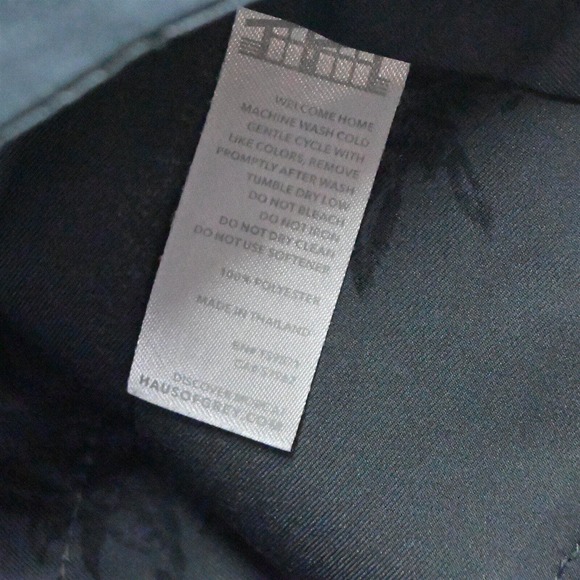 WELCOME HOME
MACHINE WASH COLD
GENTLE CYCLE WITH
LIKE COLORS, REMOVE
PROMPTLY AFTER WASH
TUMBLE DRY LOW
DO NOT BLEACH
DO NOT IRON
DO NOT DRY CLEAN
DO NOT USE SOFTENER
100% POLYESTER
MADE IN THAILAND
RN#
DISCOVER MORE AT
HAUSOFGREY.COM